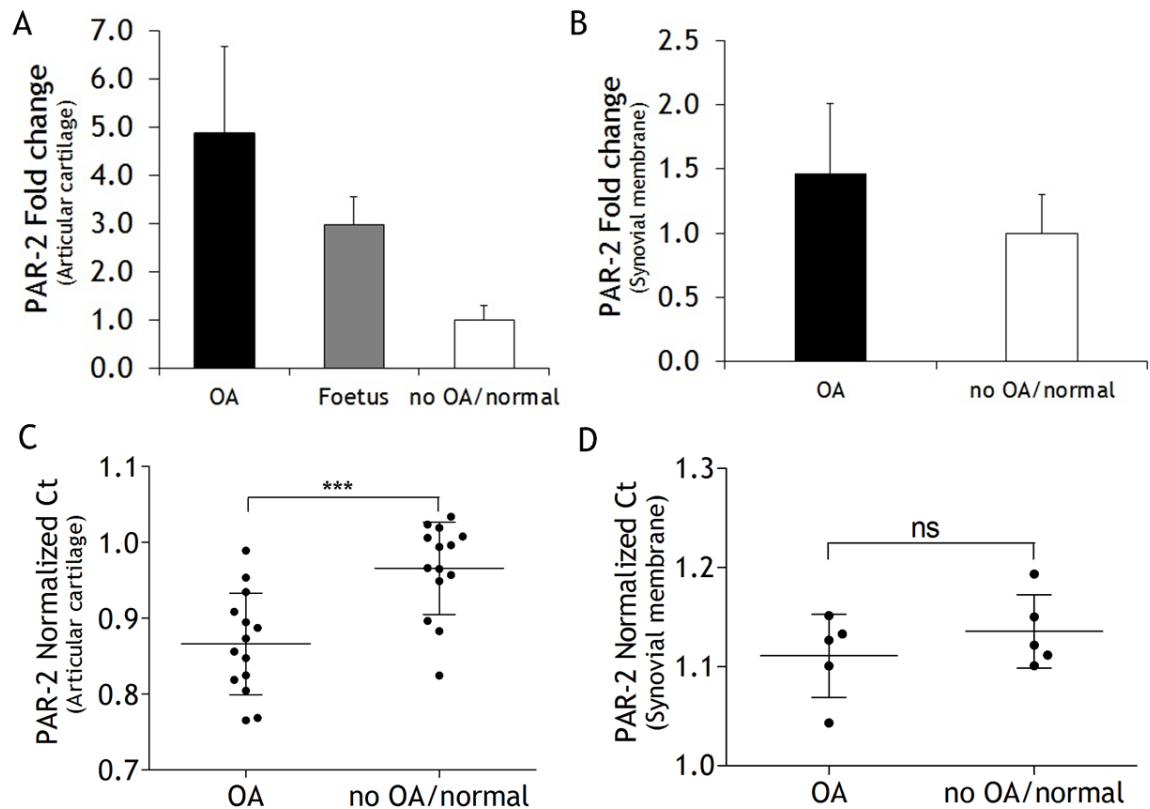 A
PAR-2 Fold change
(Articular cartilage)
7.0
6.0
5.0
4.0
3.0
2.0
1.0
0.0
OA
Foetus
no OA/normal
B
PAR-2 Fold change
(Synovial membrane)
2.5
2.0
1.5
1.0
0.5
0.0
OA
no OA/normal
C
PAR-2 Normalized Ct
(Articular cartilage)
1.1
1.0
0.9
0.8
0.7
***
OA
no OA/normal
D
PAR-2 Normalized Ct
(Synovial membrane)
1.3
1.2
1.1
1.0
ns
OA
no OA/normal